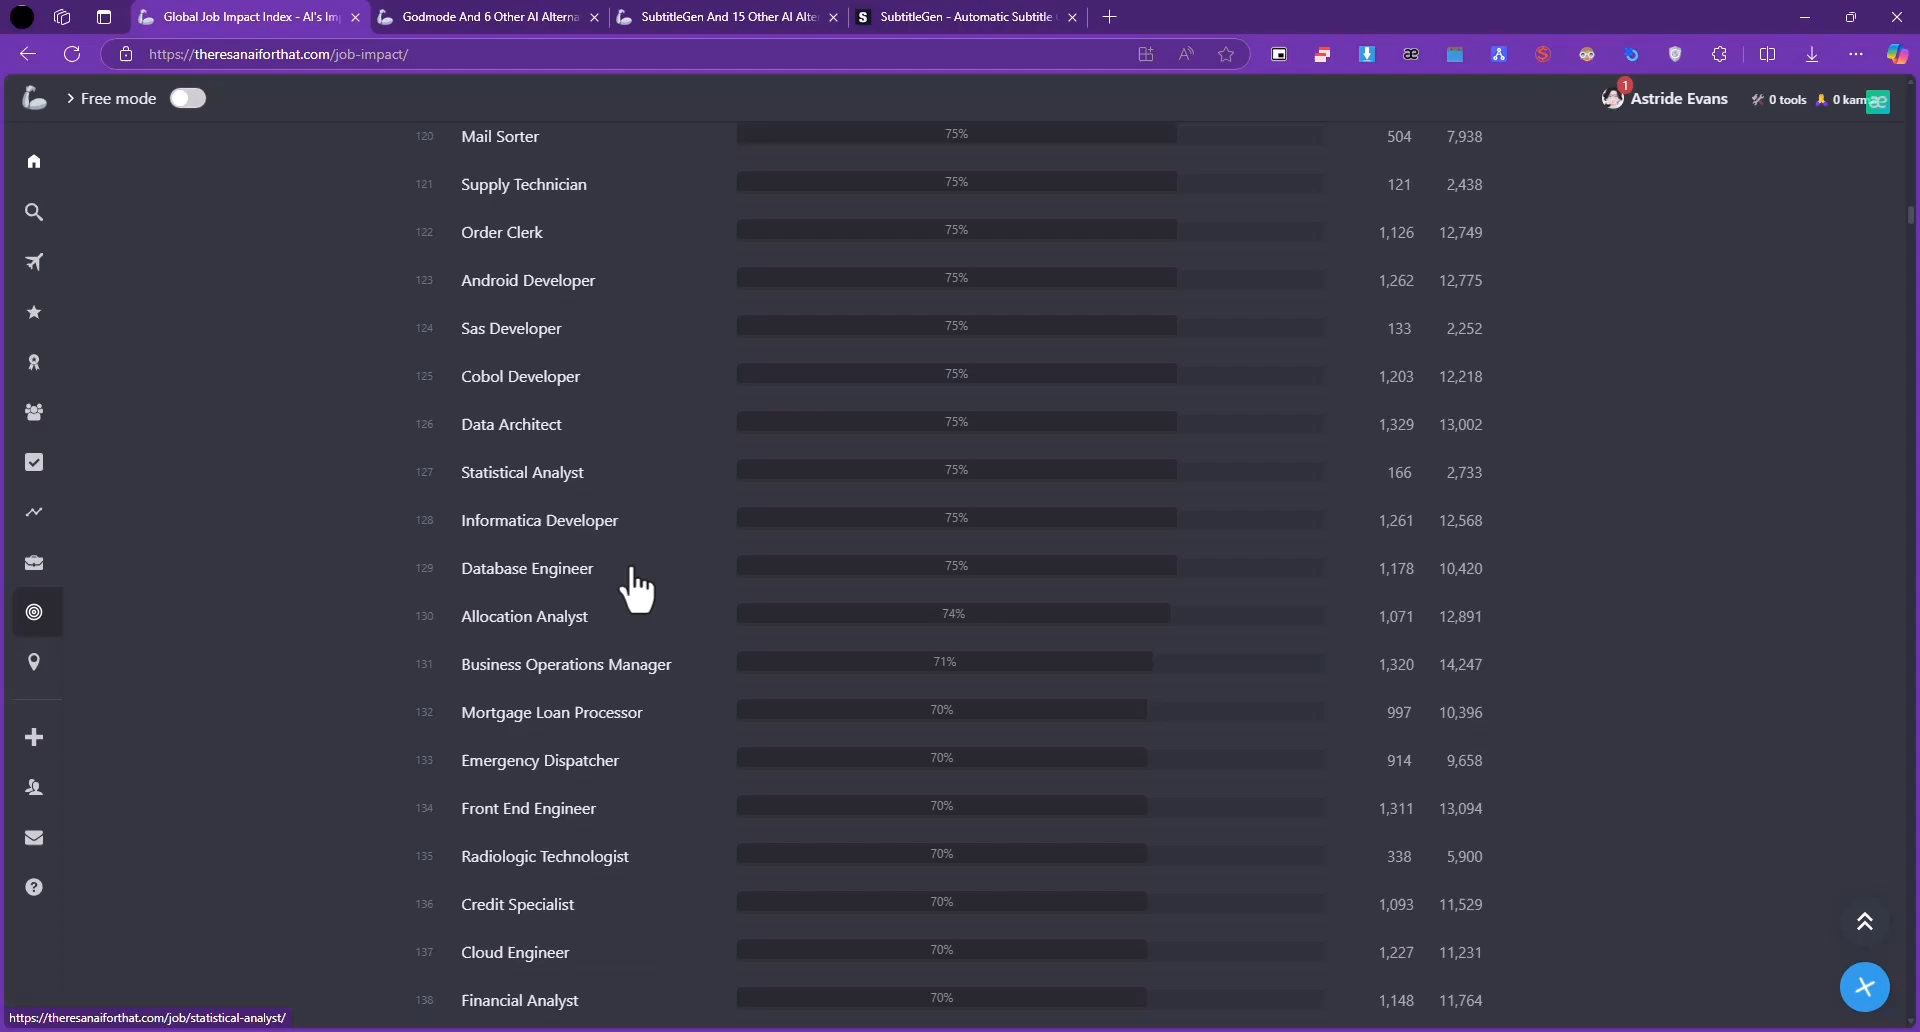 Global Job Impact Index - AI's Im
Godmode And 6 Other AI Alterna
SubtitleGen And 15 Other AI Alte
SubtitleGen - Automatic Subtitle
https://theresanaiforthat.com/job-impact/
Free mode
1
Astride Evans
0 tools
0 karm
120 Mail Sorter 75% 504 7,938
121 Supply Technician 75% 121 2,438
122 Order Clerk 75% 1,126 12,749
123 Android Developer 75% 1,262 12,775
124 Sas Developer 75% 133 2,252
125 Cobol Developer 75% 1,203 12,218
126 Data Architect 75% 1,329 13,002
127 Statistical Analyst 75% 166 2,733
128 Informatica Developer 75% 1,261 12,568
129 Database Engineer 75% 1,178 10,420
130 Allocation Analyst 74% 1,071 12,891
131 Business Operations Manager 71% 1,320 14,247
132 Mortgage Loan Processor 70% 997 10,396
133 Emergency Dispatcher 70% 914 9,658
134 Front End Engineer 70% 1,311 13,094
135 Radiologic Technologist 70% 338 5,900
136 Credit Specialist 70% 1,093 11,529
137 Cloud Engineer 70% 1,227 11,231
138 Financial Analyst 70% 1,148 11,764
https://theresanaiforthat.com/job/statistical-analyst/